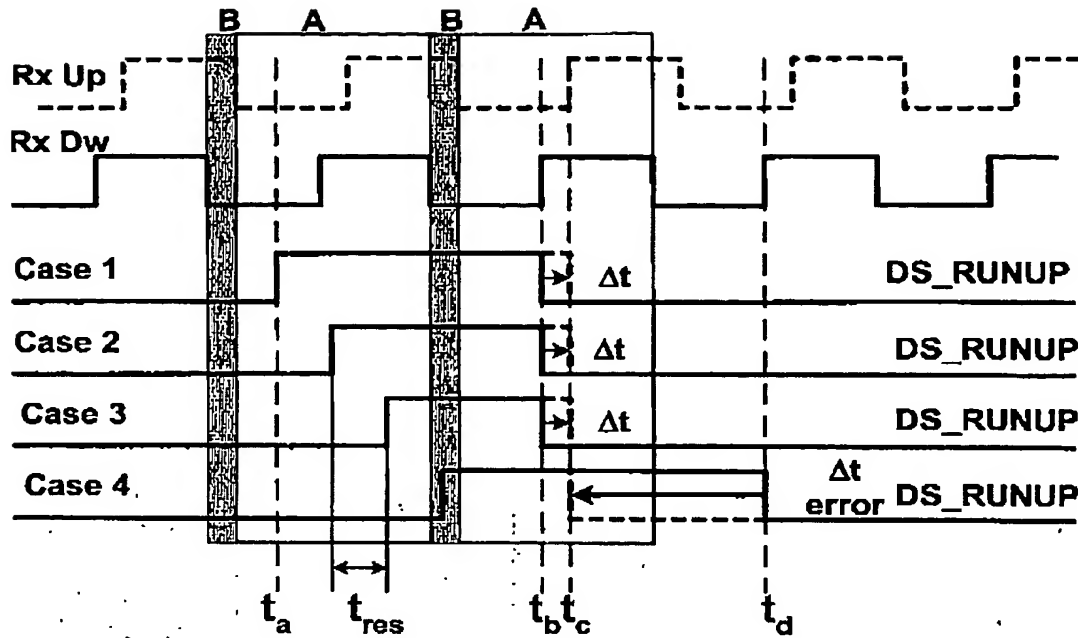 B A B A
Rx Up
Rx Dw
Case 1 Δt DS_RUNUP
Case 2 Δt DS_RUNUP
Case 3 Δt DS_RUNUP
Case 4 Δt error DS_RUNUP
ta tres tb tc td